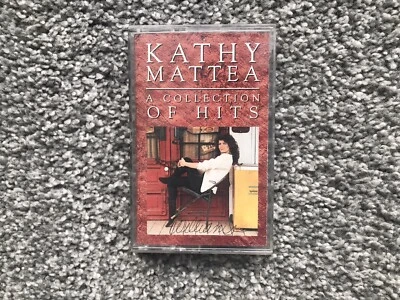 KATHY
MATTEA
A COLLECTION
OF HITS